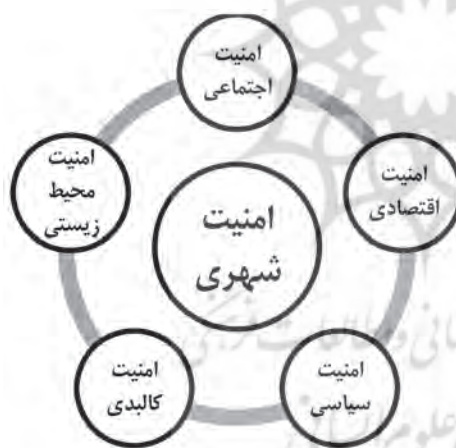 امنیت
اجتماعی
امنیت
اقتصادی
امنیت
محیط
زیستی
امنیت
شهری
امنیت
سیاسی
امنیت
کالبدی